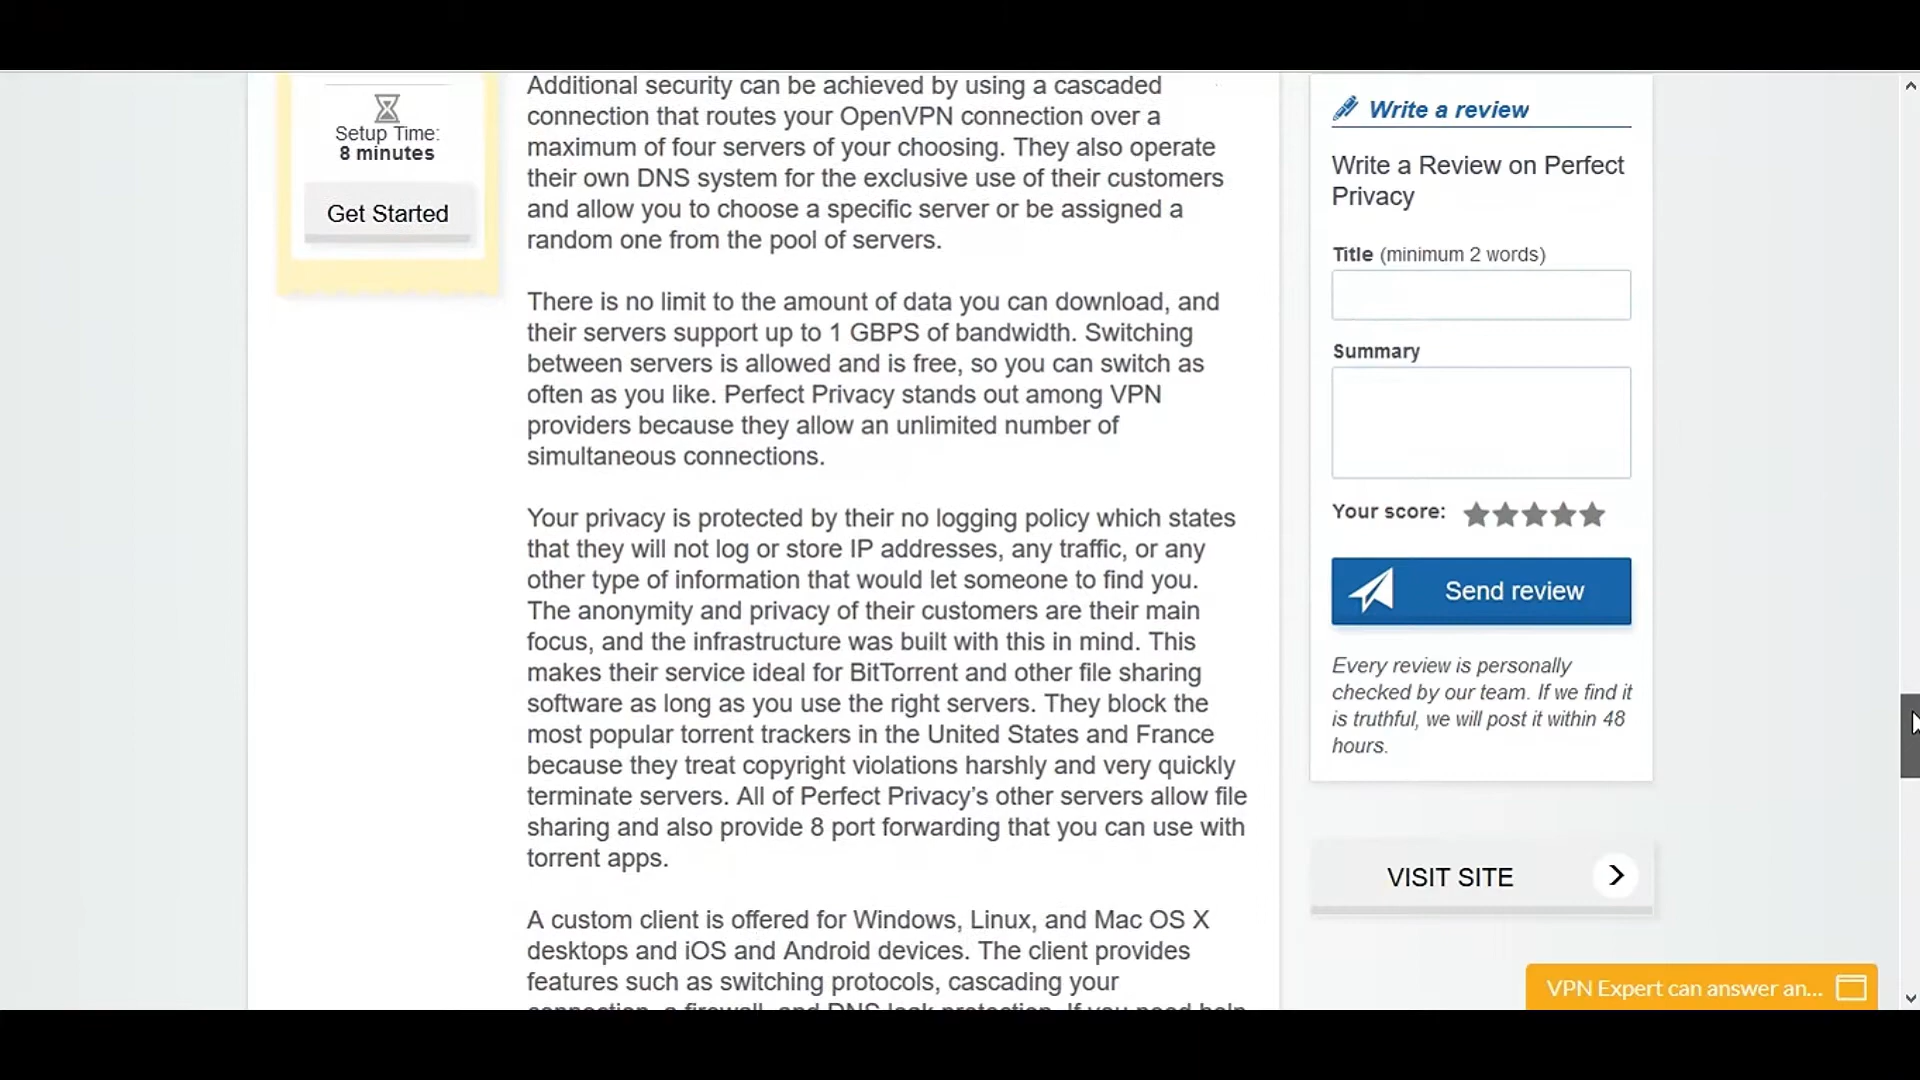 Setup Time:
8 minutes
Get Started
Additional security can be achieved by using a cascaded
connection that routes your OpenVPN connection over a
maximum of four servers of your choosing. They also operate
their own DNS system for the exclusive use of their customers
and allow you to choose a specific server or be assigned a
random one from the pool of servers.
There is no limit to the amount of data you can download, and
their servers support up to 1 GBPS of bandwidth. Switching
between servers is allowed and is free, so you can switch as
often as you like. Perfect Privacy stands out among VPN
providers because they allow an unlimited number of
simultaneous connections.
Your privacy is protected by their no logging policy which states
that they will not log or store IP addresses, any traffic, or any
other type of information that would let someone to find you.
The anonymity and privacy of their customers are their main
focus, and the infrastructure was built with this in mind. This
makes their service ideal for BitTorrent and other file sharing
software as long as you use the right servers. They block the
most popular torrent trackers in the United States and France
because they treat copyright violations harshly and very quickly
terminate servers. All of Perfect Privacy’s other servers allow file
sharing and also provide 8 port forwarding that you can use with
torrent apps.
A custom client is offered for Windows, Linux, and Mac OS X
desktops and iOS and Android devices. The client provides
features such as switching protocols, cascading your
connection, a firewall, and DNS leak protection. If you need help
Write a review
Write a Review on Perfect
Privacy
Title (minimum 2 words)
Summary
Your score:
Send review
Every review is personally
checked by our team. If we find it
is truthful, we will post it within 48
hours.
VISIT SITE
VPN Expert can answer an...